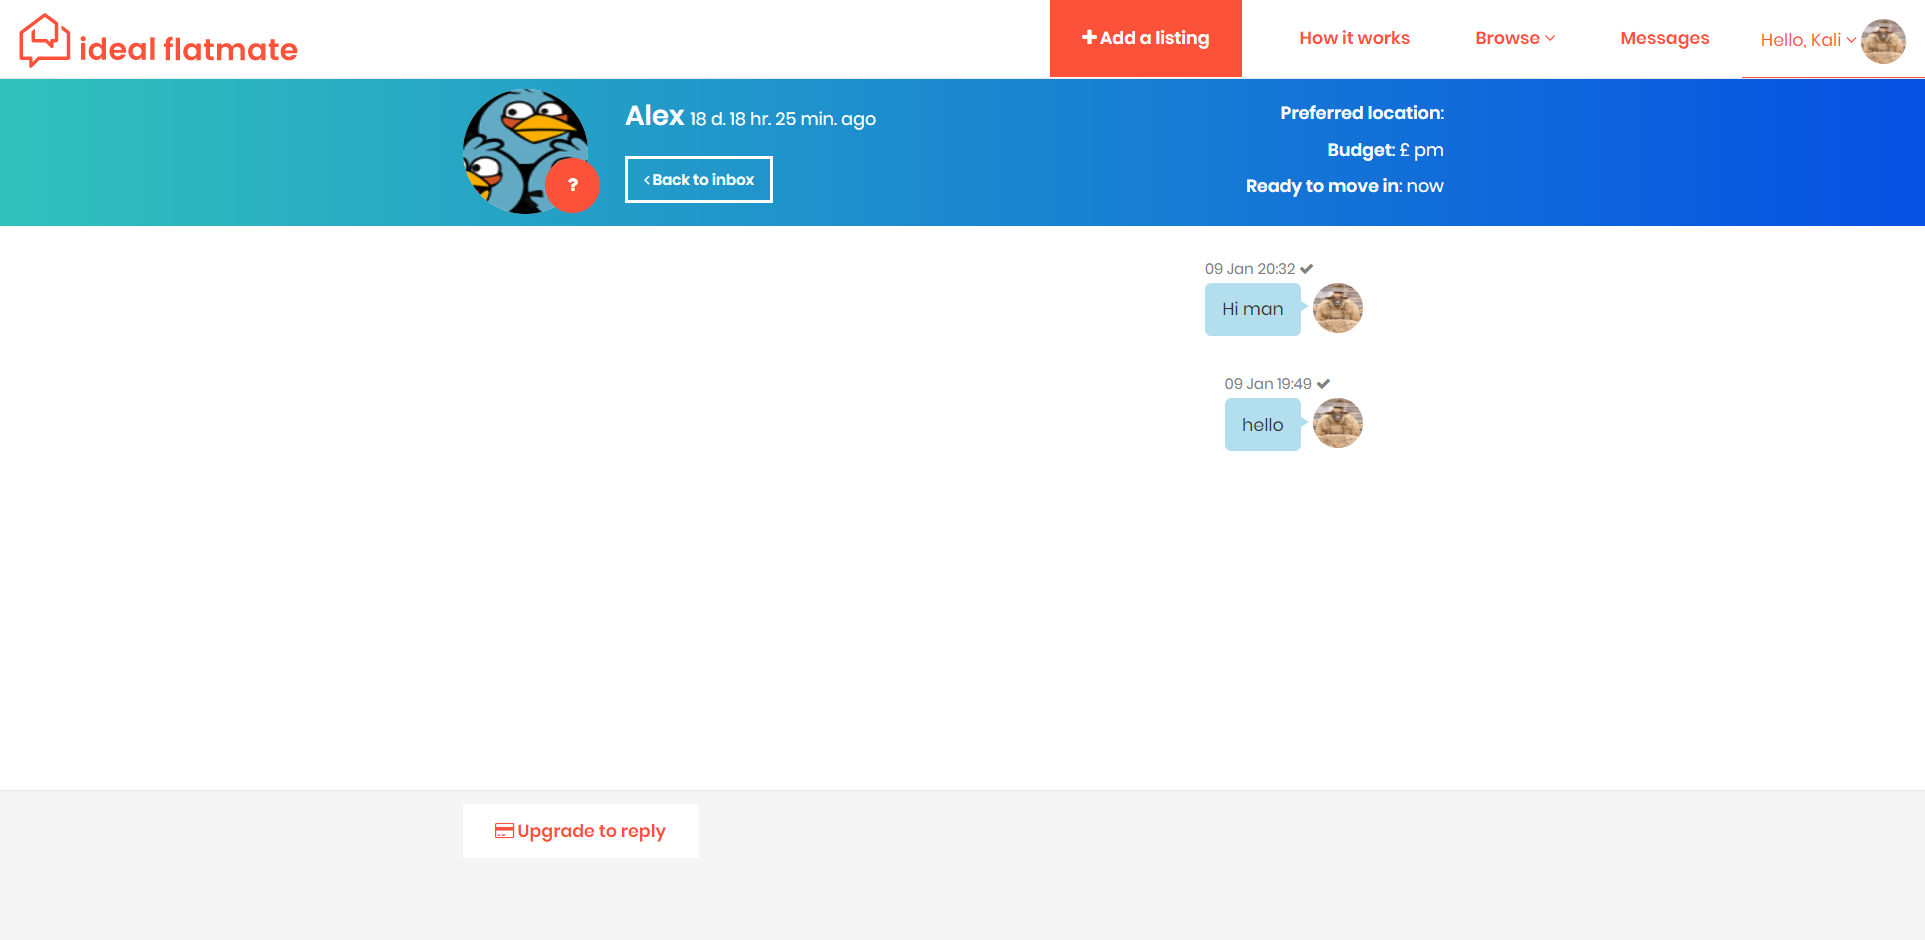 ideal flatmate
Add a listing
How it works
Browse
Messages
Hello, Kali
Alex 18 d. 18 hr. 25 min. ago
?
Back to inbox
Preferred location:
Budget: £ pm
Ready to move in: now
09 Jan 20:32
Hi man
09 Jan 19:49
hello
Upgrade to reply